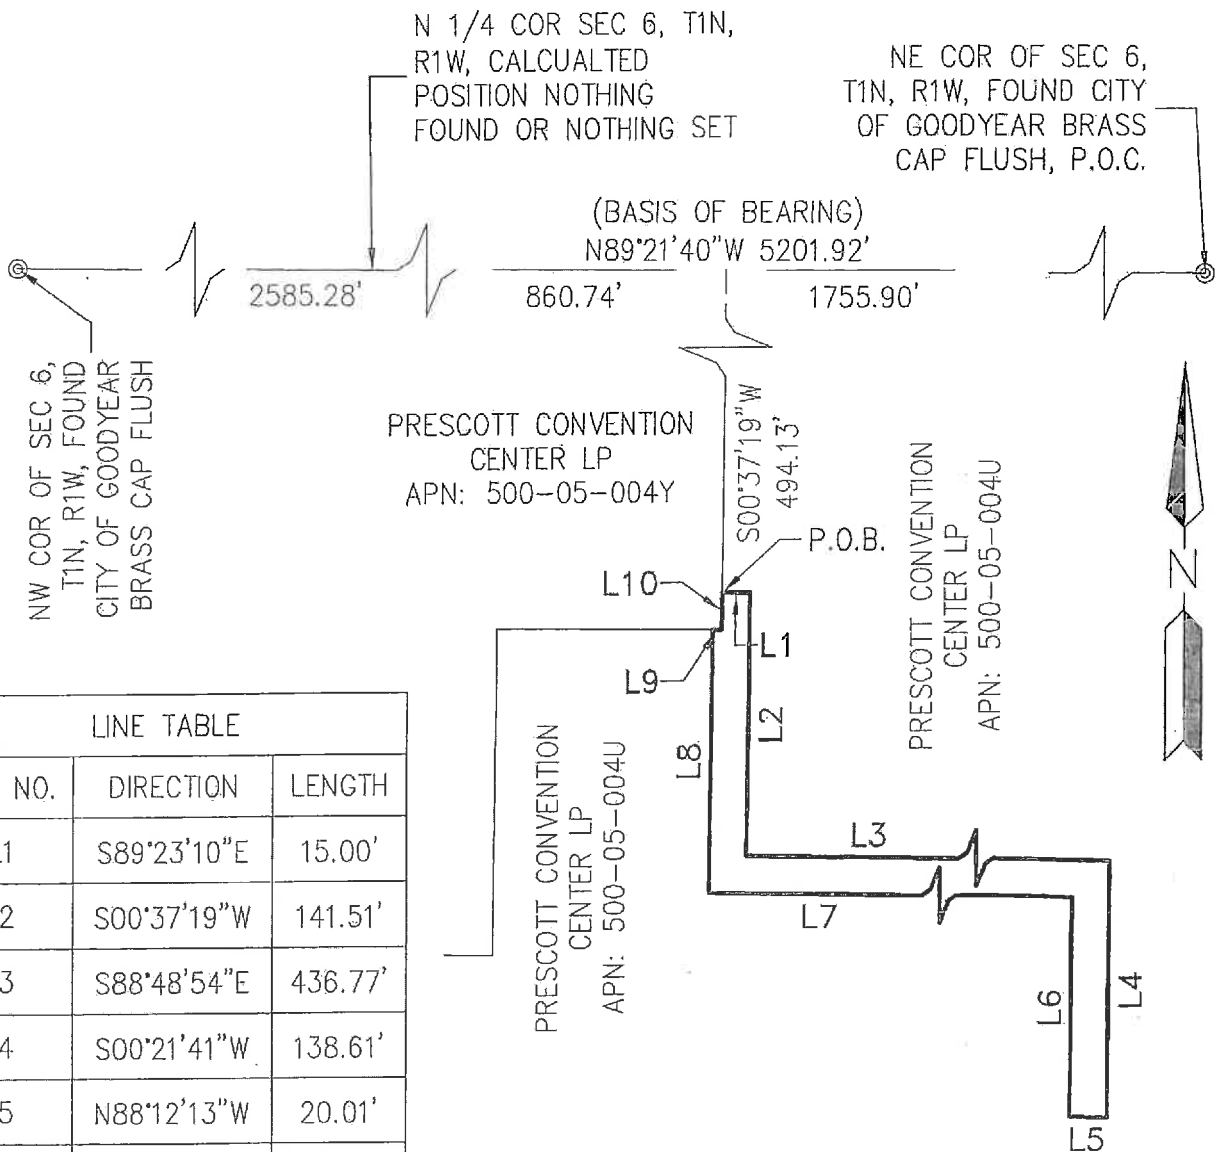 N 1/4 COR SEC 6, T1N,
R1W, CALCUALTED
POSITION NOTHING
FOUND OR NOTHING SET
NE COR OF SEC 6,
T1N, R1W, FOUND CITY
OF GOODYEAR BRASS
CAP FLUSH, P.O.C.
(BASIS OF BEARING)
N89°21'40"W 5201.92'
2585.28'
860.74'
1755.90'
NW COR OF SEC 6,
T1N, R1W, FOUND
CITY OF GOODYEAR
BRASS CAP FLUSH
PRESCOTT CONVENTION
CENTER LP
APN: 500-05-004Y
S00°37'19"W
494.13'
P.O.B.
PRESCOTT CONVENTION
CENTER LP
APN: 500-05-004U
N
L10
L1
L9
L2
L8
PRESCOTT CONVENTION
CENTER LP
APN: 500-05-004U
L3
L7
L6
L4
L5
LINE TABLE
NO. DIRECTION LENGTH
1 S89°23'10"E 15.00'
2 S00°37'19"W 141.51'
3 S88°48'54"E 436.77'
4 S00°21'41"W 138.61'
5 N88°12'13"W 20.01'